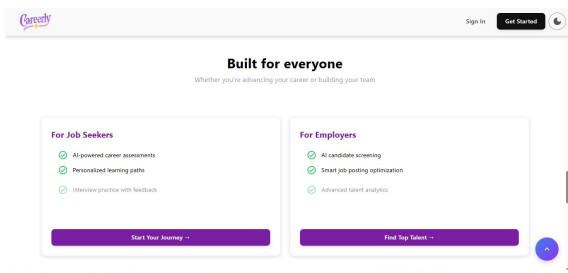 Careerly
Sign In
Get Started
Built for everyone
Whether you're advancing your career or building your team
For Job Seekers
AI-powered career assessments
Personalized learning paths
Interview practice with feedback
Start Your Journey →
For Employers
AI candidate screening
Smart job posting optimization
Advanced talent analytics
Find Top Talent →